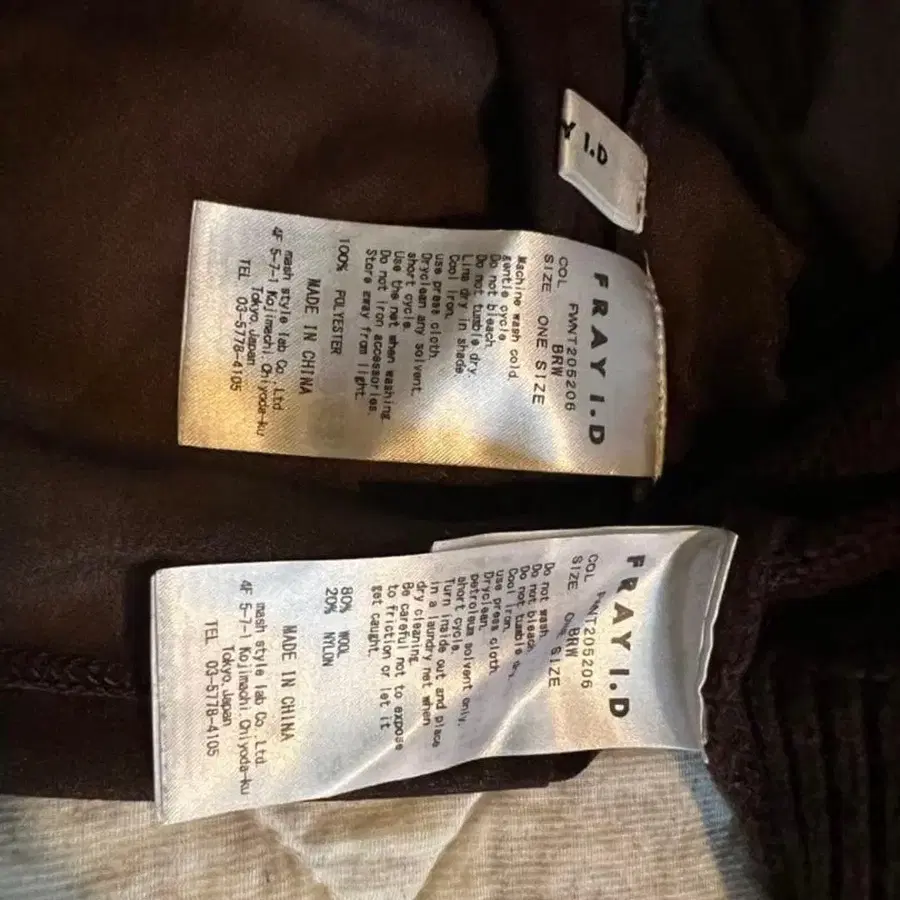 Y I.D
FRAY I.D
FWNT205206
COL BRW
SIZE ONE SIZE
Machine wash cold,
gentle cycle.
Do not bleach.
Do not tumble dry.
Line dry in shade
Cool iron,
use press cloth.
Dryclean any solvent,
short cycle.
Use the net when washing
Do not iron accessories.
Store away from light.
100% POLYESTER
MADE IN CHINA
mash style lab Co.,Ltd
4F 5-7-1 Kojimachi,Chiyoda-ku
Tokyo,Japan
TEL 03-5778-4105
FRAY I.D
FWNT205206
COL BRW
SIZE ONE SIZE
Do not wash.
Do not bleach.
Do not tumble dry.
Cool iron,
use press cloth.
Dryclean.
petroleum solvent only,
short cycle.
Turn inside out and place
in a laundry net when
dry cleaning.
Be careful not to expose
to friction or let it
get caught.
80% WOOL
20% NYLON
MADE IN CHINA
mash style lab Co.,Ltd
4F 5-7-1 Kojimachi,Chiyoda-ku
Tokyo,Japan
TEL 03-5778-4105